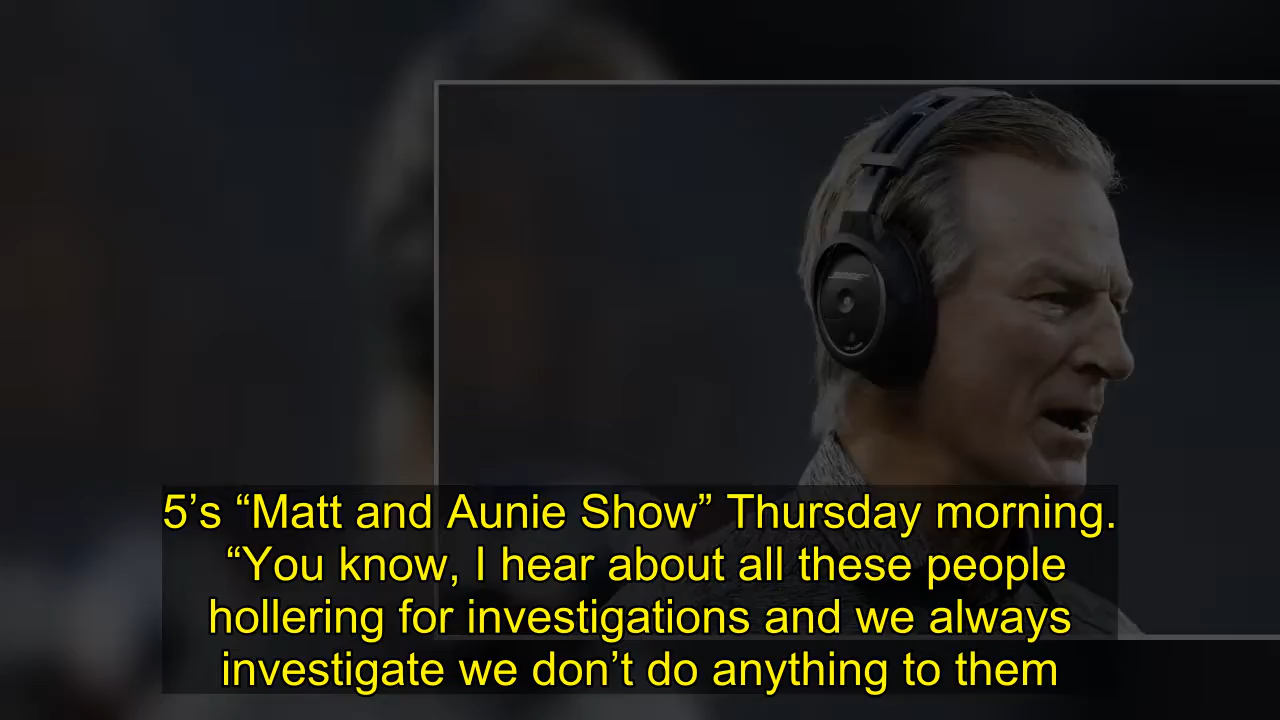 5’s “Matt and Aunie Show” Thursday morning.
“You know, I hear about all these people
hollering for investigations and we always
investigate we don’t do anything to them